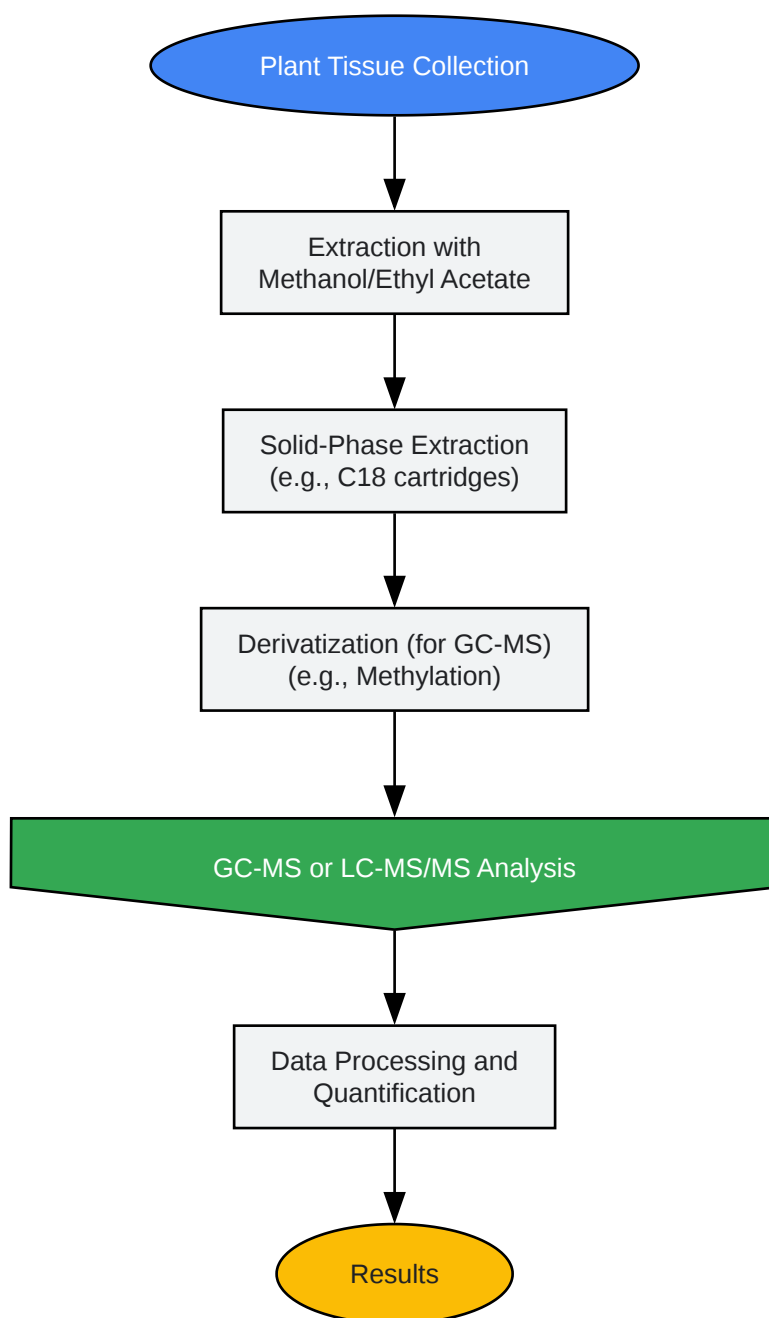 Plant Tissue Collection
Extraction with
Methanol/Ethyl Acetate
Solid-Phase Extraction
(e.g., C18 cartridges)
Derivatization (for GC-MS)
(e.g., Methylation)
GC-MS or LC-MS/MS Analysis
Data Processing and
Quantification
Results